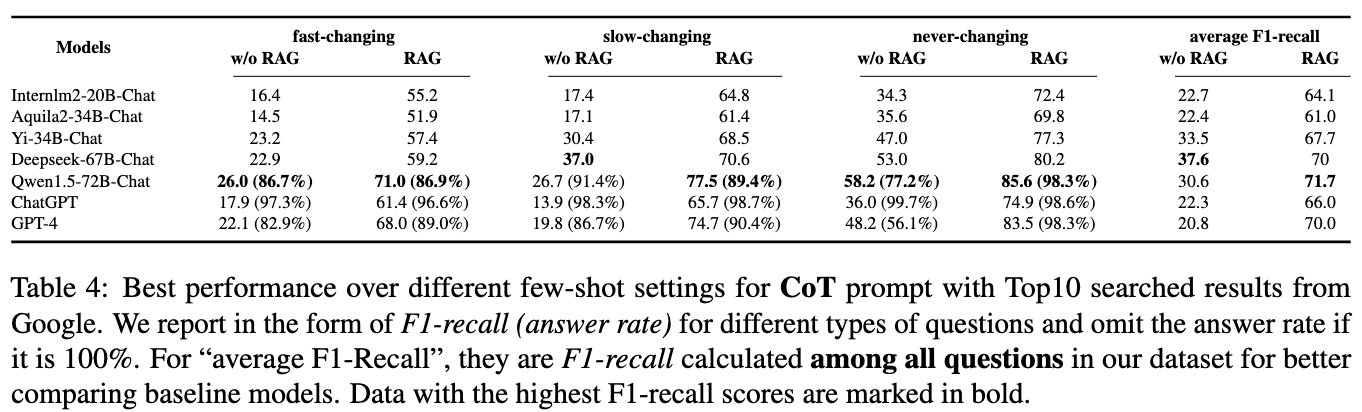 Models fast-changing slow-changing never-changing average F1-recall
w/o RAG RAG w/o RAG RAG w/o RAG RAG w/o RAG RAG
Internlm2-20B-Chat 16.4 55.2 17.4 64.8 34.3 72.4 22.7 64.1
Aquila2-34B-Chat 14.5 51.9 17.1 61.4 35.6 69.8 22.4 61.0
Yi-34B-Chat 23.2 57.4 30.4 68.5 47.0 77.3 33.5 67.7
Deepseek-67B-Chat 22.9 59.2 37.0 70.6 53.0 80.2 37.6 70
Qwen1.5-72B-Chat 26.0 (86.7%) 71.0 (86.9%) 26.7 (91.4%) 77.5 (89.4%) 58.2 (77.2%) 85.6 (98.3%) 30.6 71.7
ChatGPT 17.9 (97.3%) 61.4 (96.6%) 13.9 (98.3%) 65.7 (98.7%) 36.0 (99.7%) 74.9 (98.6%) 22.3 66.0
GPT-4 22.1 (82.9%) 68.0 (89.0%) 19.8 (86.7%) 74.7 (90.4%) 48.2 (56.1%) 83.5 (98.3%) 20.8 70.0
Table 4: Best performance over different few-shot settings for CoT prompt with Top10 searched results from
Google. We report in the form of F1-recall (answer rate) for different types of questions and omit the answer rate if
it is 100%. For “average F1-Recall”, they are F1-recall calculated among all questions in our dataset for better
comparing baseline models. Data with the highest F1-recall scores are marked in bold.